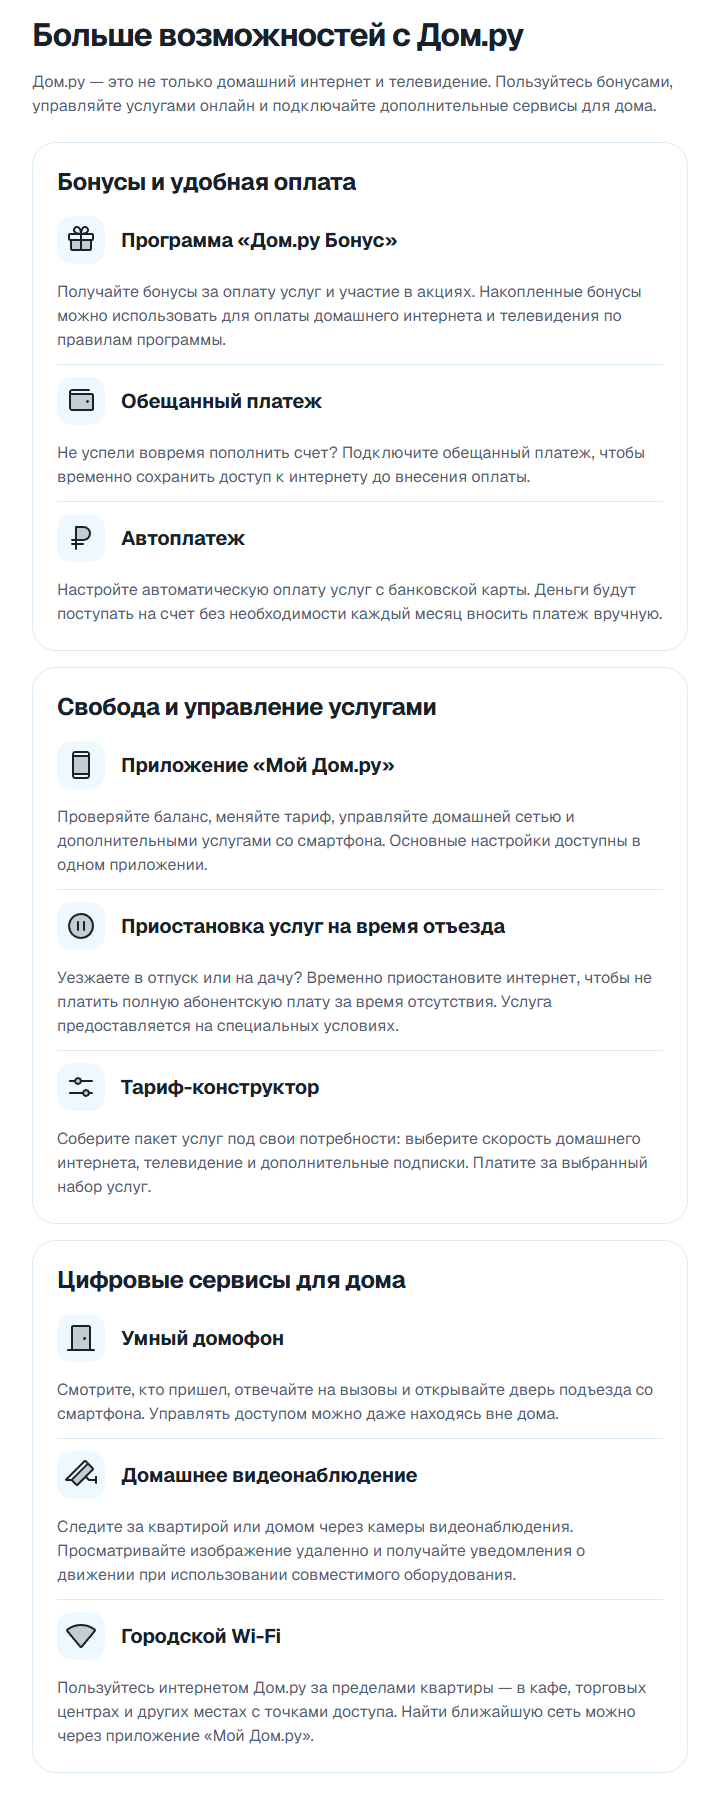 Больше возможностей с Дом.ру
Дом.ру — это не только домашний интернет и телевидение. Пользуйтесь бонусами,
управляйте услугами онлайн и подключайте дополнительные сервисы для дома.
Бонусы и удобная оплата
Программа «Дом.ру Бонус»
Получайте бонусы за оплату услуг и участие в акциях. Накопленные бонусы
можно использовать для оплаты домашнего интернета и телевидения по
правилам программы.
Обещанный платеж
Не успели вовремя пополнить счет? Подключите обещанный платеж, чтобы
временно сохранить доступ к интернету до внесения оплаты.
Автоплатеж
Настройте автоматическую оплату услуг с банковской карты. Деньги будут
поступать на счет без необходимости каждый месяц вносить платеж вручную.
Свобода и управление услугами
Приложение «Мой Дом.ру»
Проверяйте баланс, меняйте тариф, управляйте домашней сетью и
дополнительными услугами со смартфона. Основные настройки доступны в
одном приложении.
Приостановка услуг на время отъезда
Уезжаете в отпуск или на дачу? Временно приостановите интернет, чтобы не
платить полную абонентскую плату за время отсутствия. Услуга
предоставляется на специальных условиях.
Тариф-конструктор
Соберите пакет услуг под свои потребности: выберите скорость домашнего
интернета, телевидение и дополнительные подписки. Платите за выбранный
набор услуг.
Цифровые сервисы для дома
Умный домофон
Смотрите, кто пришел, отвечайте на вызовы и открывайте дверь подъезда со
смартфона. Управлять доступом можно даже находясь вне дома.
Домашнее видеонаблюдение
Следите за квартирой или домом через камеры видеонаблюдения.
Просматривайте изображение удаленно и получайте уведомления о
движении при использовании совместимого оборудования.
Городской Wi-Fi
Пользуйтесь интернетом Дом.ру за пределами квартиры — в кафе, торговых
центрах и других местах с точками доступа. Найти ближайшую сеть можно
через приложение «Мой Дом.ру».